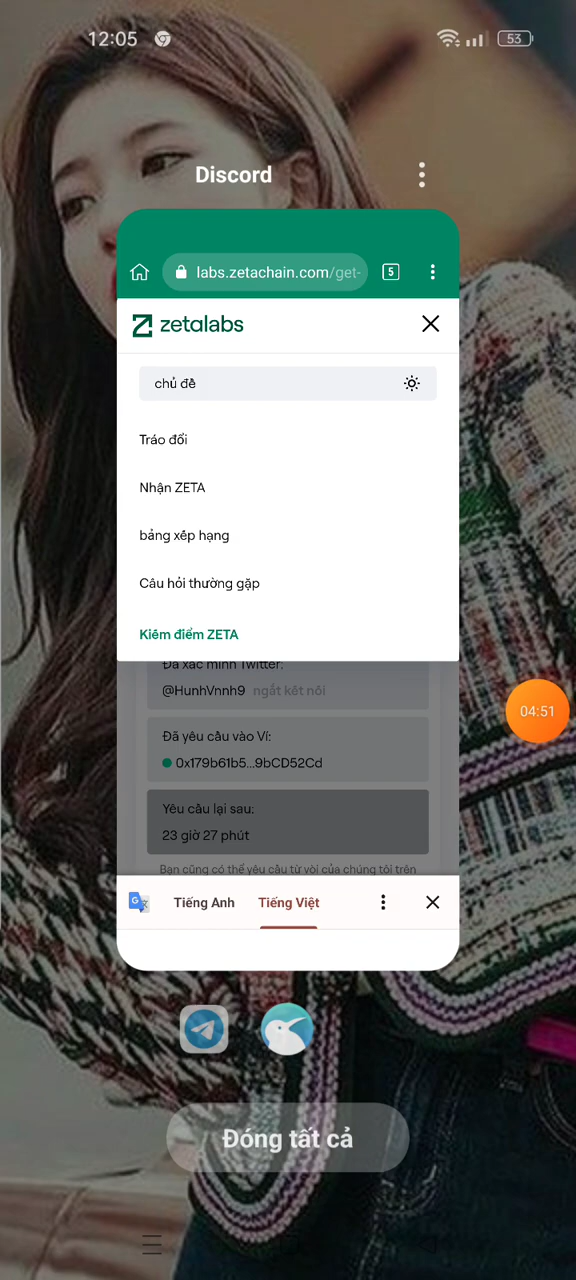 12:05
53
Discord
labs.zetachain.com/get-
5
zetalabs
chủ đề
Tráo đổi
Nhận ZETA
bảng xếp hạng
Câu hỏi thường gặp
Kiếm điểm ZETA
Đã xác minh Twitter:
@HunhVnnh9 ngắt kết nối
Đã yêu cầu vào Ví:
0x179b61b5...9bCD52Cd
Yêu cầu lại sau:
23 giờ 27 phút
Bạn cũng có thể yêu cầu từ vòi của chúng tôi trên
Tiếng Anh Tiếng Việt
04:51
Đóng tất cả